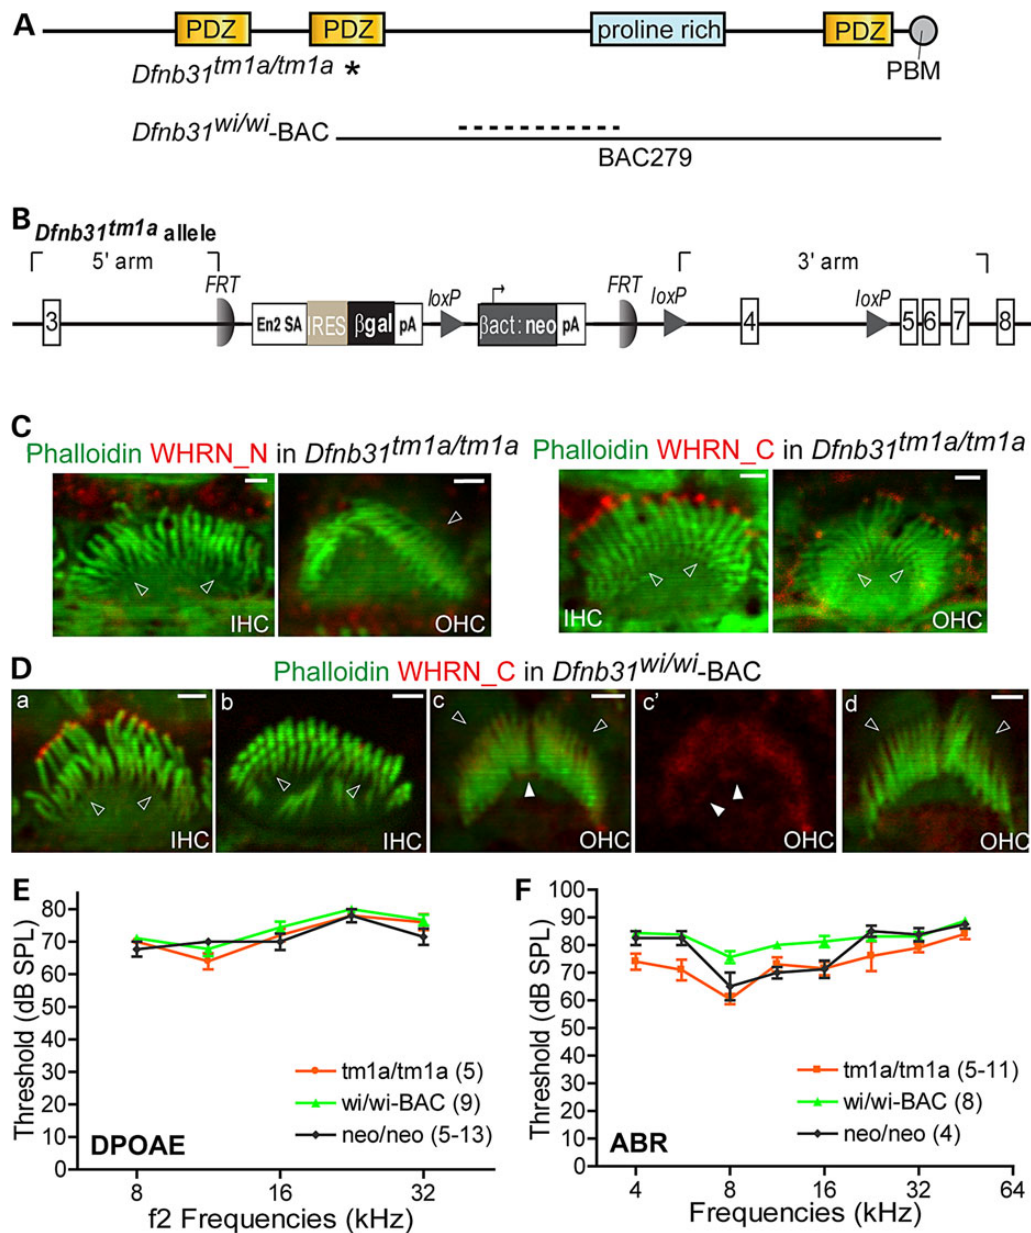 A
PDZ PDZ proline rich PDZ
Dfnb31tm1a/tm1a * PBM
Dfnb31wi/wi-BAC
BAC279
B
Dfnb31tm1a allele
5' arm 3' arm
FRT loxP FRT loxP loxP
3 En2 SA IRES βgal pA βact:neo pA 4 5 6 7 8
C
Phalloidin WHRN_N in Dfnb31tm1a/tm1a
IHC OHC
Phalloidin WHRN_C in Dfnb31tm1a/tm1a
IHC OHC
D
Phalloidin WHRN_C in Dfnb31wi/wi-BAC
a b c c' d
IHC IHC OHC OHC OHC
E
Threshold (dB SPL)
80
70
60
50
40
30
20
10
0
tm1a/tm1a (5)
wi/wi-BAC (9)
neo/neo (5-13)
DPOAE
8 16 32
f2 Frequencies (kHz)
F
Threshold (dB SPL)
100
90
80
70
60
50
40
30
20
10
0
tm1a/tm1a (5-11)
wi/wi-BAC (8)
neo/neo (4)
ABR
4 8 16 32 64
Frequencies (kHz)